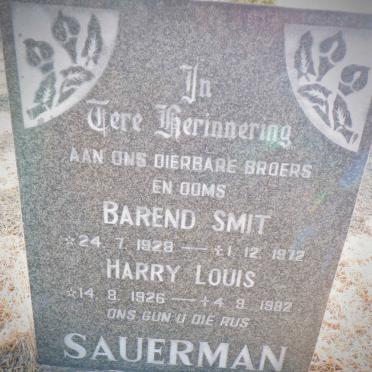 In
Tere Herinnering
AAN ONS DIERBARE BROERS
EN OOMS
BAREND SMIT
☆ 24. 7. 1928 — ‡ 1. 12. 1972
HARRY LOUIS
☆ 14. 8. 1926 — ‡ 4. 9. 1982
ONS GUN U DIE RUS
SAUERMAN